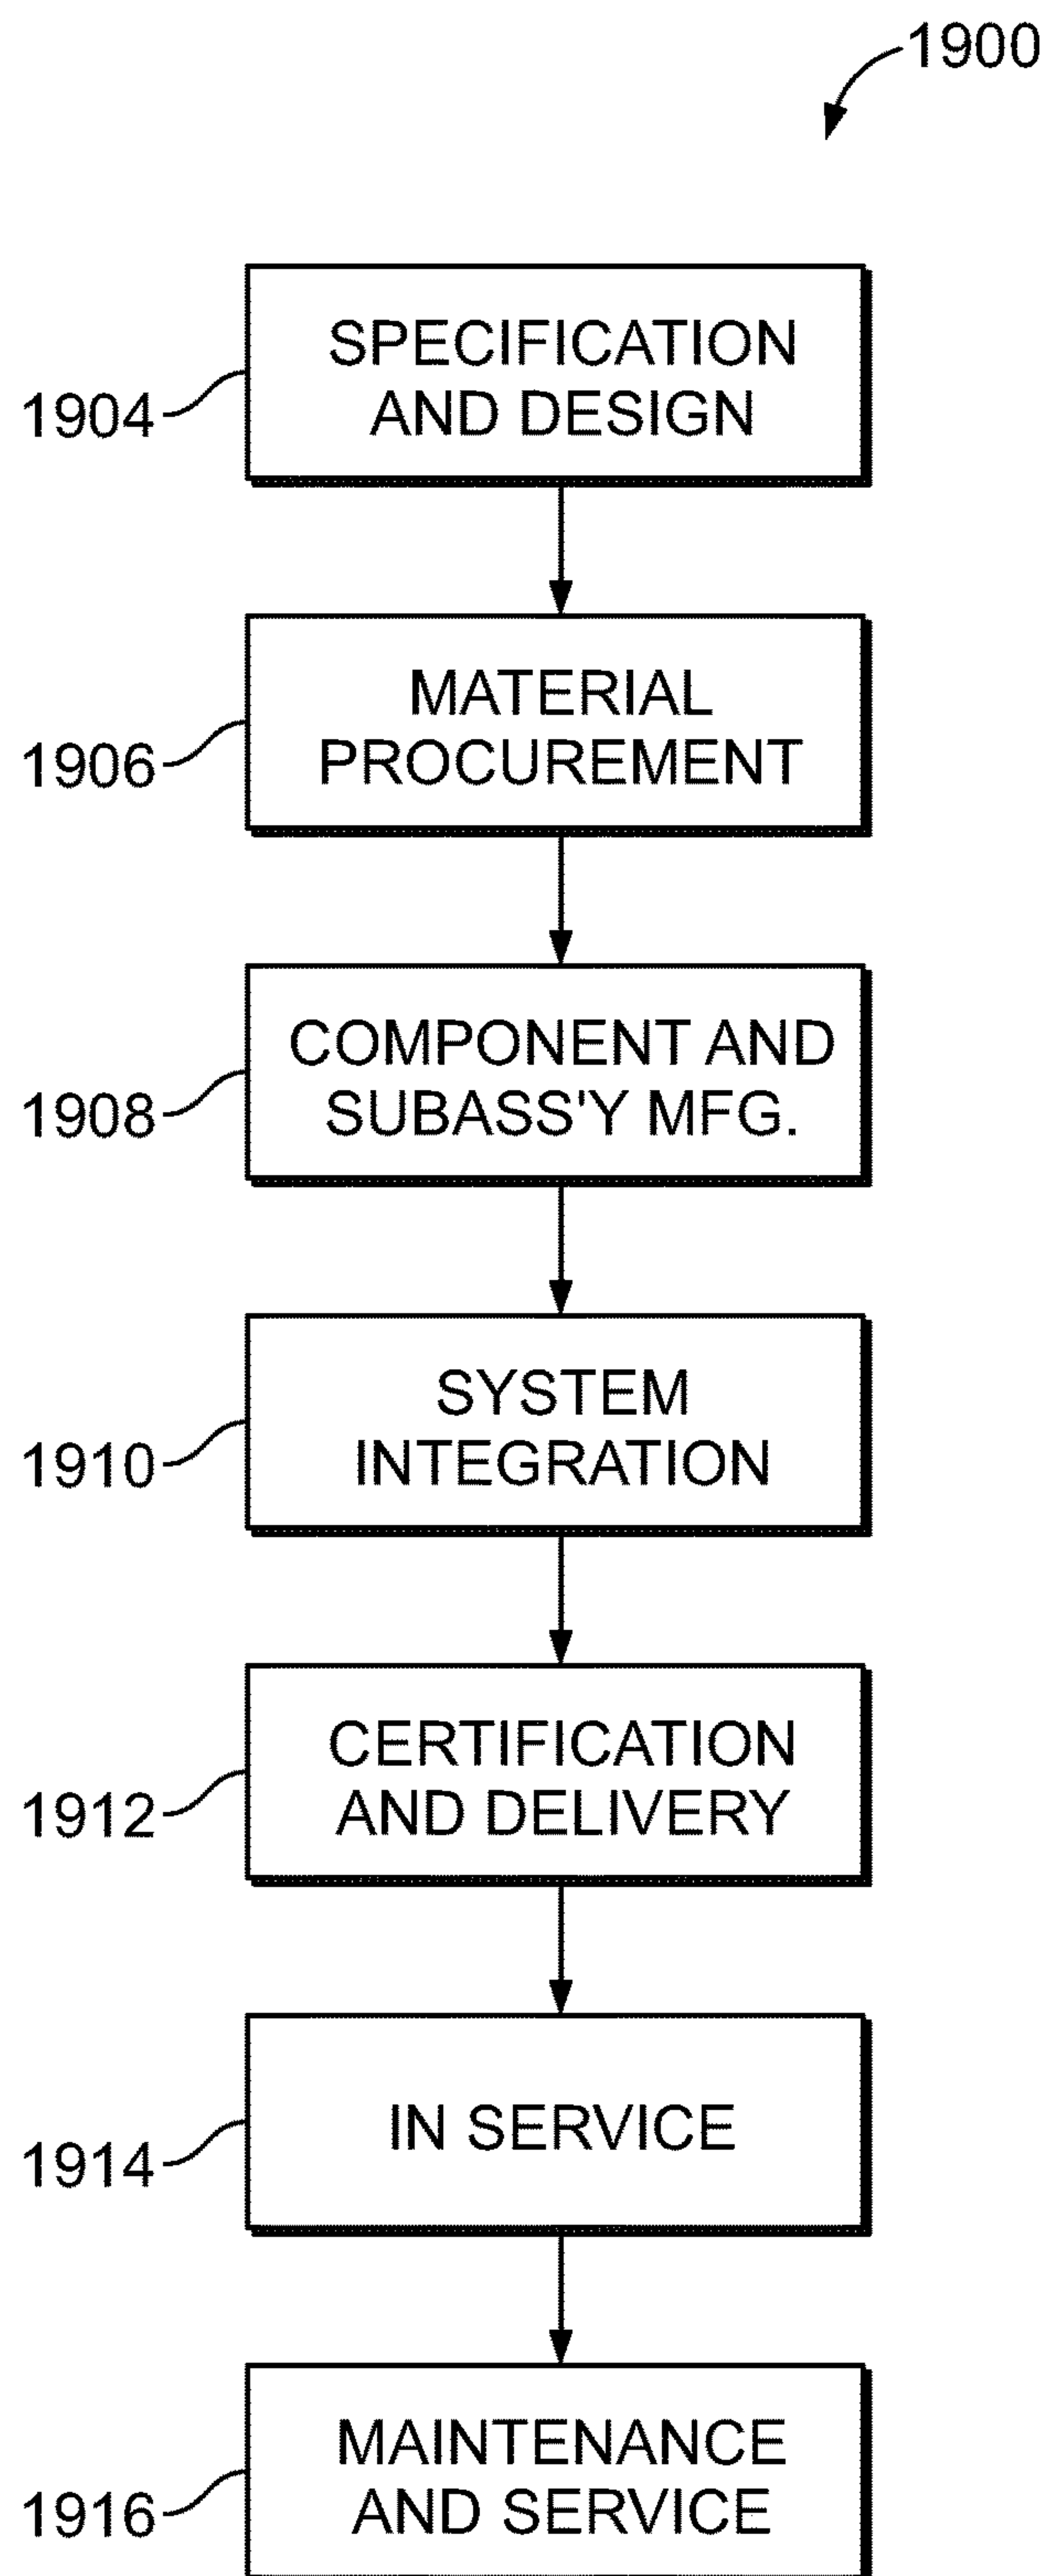 1900
SPECIFICATION
AND DESIGN
1904
MATERIAL
PROCUREMENT
1906
COMPONENT AND
SUBASS'Y MFG.
1908
SYSTEM
INTEGRATION
1910
CERTIFICATION
AND DELIVERY
1912
IN SERVICE
1914
MAINTENANCE
AND SERVICE
1916